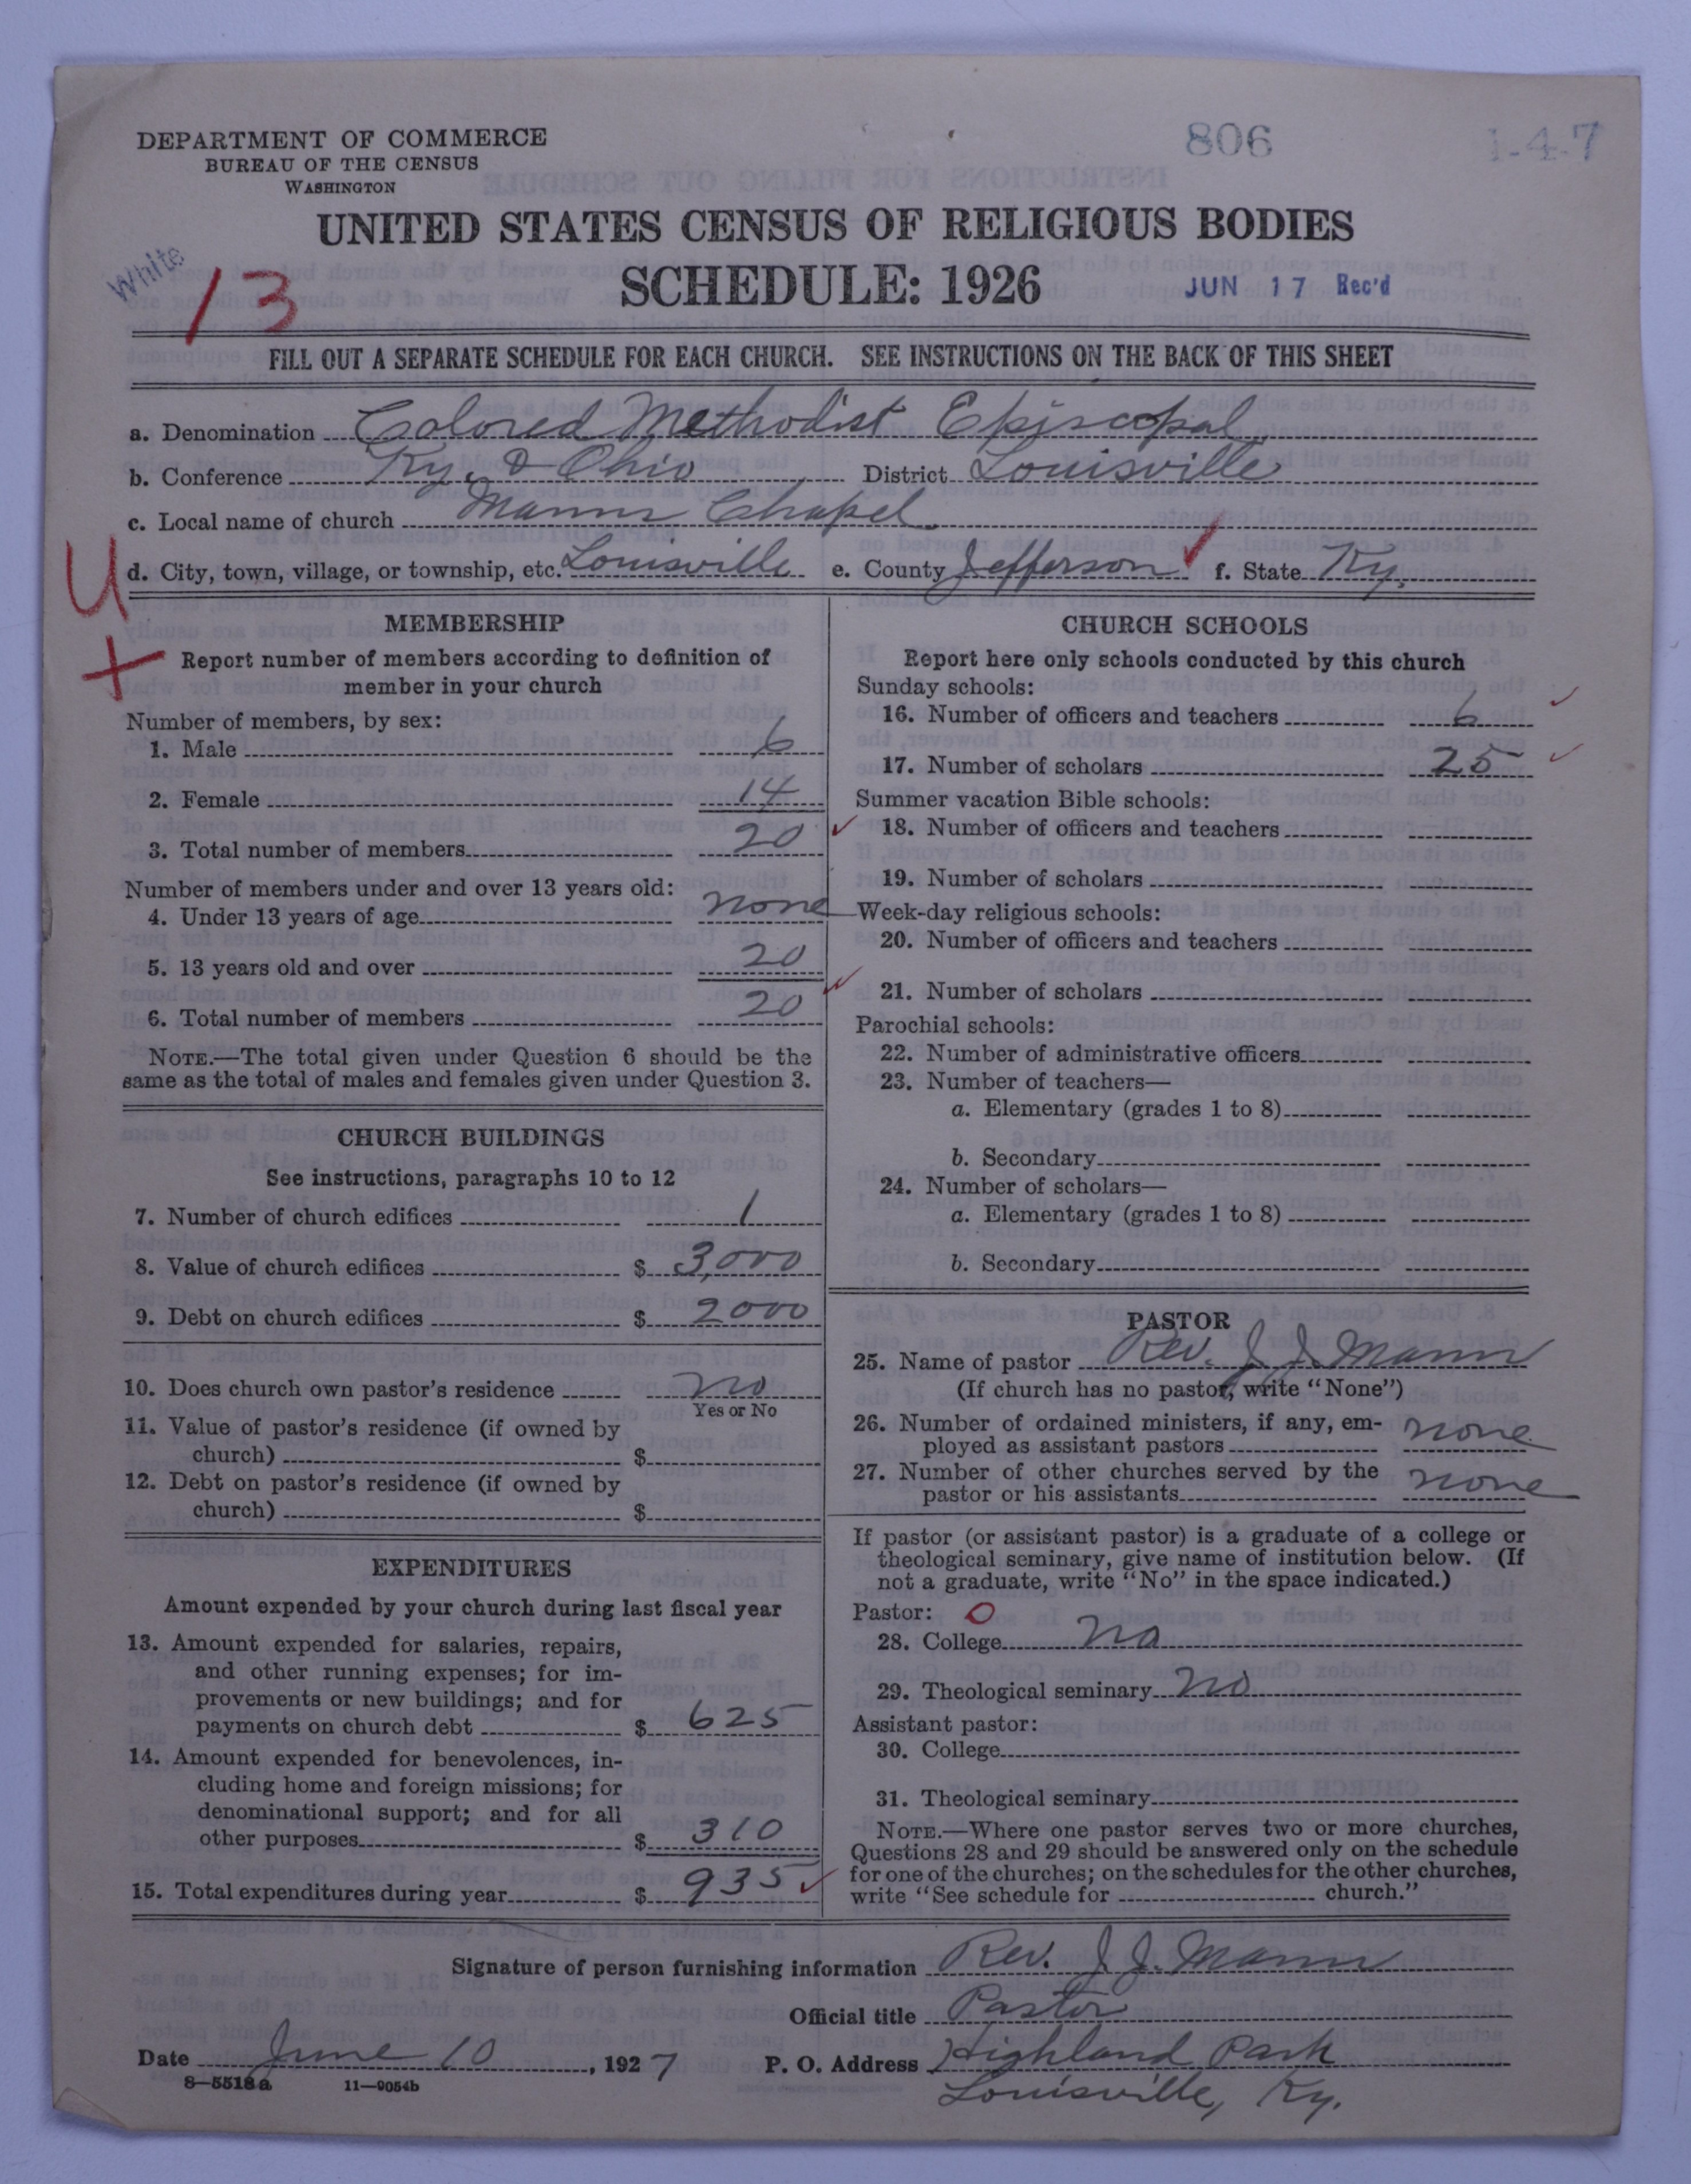 DEPARTMENT OF COMMERCE
BUREAU OF THE CENSUS
WASHINGTON
806
1-4-7
UNITED STATES CENSUS OF RELIGIOUS BODIES
White
13
SCHEDULE: 1926
JUN 17 Rec'd
FILL OUT A SEPARATE SCHEDULE FOR EACH CHURCH. SEE INSTRUCTIONS ON THE BACK OF THIS SHEET
a. Denomination Colored Methodist Episcopal
b. Conference Ky. & Ohio District Louisville
c. Local name of church Manns Chapel
U
d. City, town, village, or township, etc. Louisville e. County Jefferson f. State Ky.
MEMBERSHIP
Report number of members according to definition of
member in your church
Number of members, by sex:
1. Male 6
2. Female 14
3. Total number of members 20
Number of members under and over 13 years old:
4. Under 13 years of age none
5. 13 years old and over 20
6. Total number of members 20
NOTE.—The total given under Question 6 should be the
same as the total of males and females given under Question 3.
CHURCH BUILDINGS
See instructions, paragraphs 10 to 12
7. Number of church edifices 1
8. Value of church edifices $ 3,000
9. Debt on church edifices $ 2000
10. Does church own pastor's residence no
Yes or No
11. Value of pastor's residence (if owned by
church) $
12. Debt on pastor's residence (if owned by
church) $
EXPENDITURES
Amount expended by your church during last fiscal year
13. Amount expended for salaries, repairs,
and other running expenses; for im-
provements or new buildings; and for
payments on church debt $ 625
14. Amount expended for benevolences, in-
cluding home and foreign missions; for
denominational support; and for all
other purposes $ 310
15. Total expenditures during year $ 935
CHURCH SCHOOLS
Report here only schools conducted by this church
Sunday schools:
16. Number of officers and teachers 6
17. Number of scholars 25
Summer vacation Bible schools:
18. Number of officers and teachers
19. Number of scholars
Week-day religious schools:
20. Number of officers and teachers
21. Number of scholars
Parochial schools:
22. Number of administrative officers
23. Number of teachers—
a. Elementary (grades 1 to 8)
b. Secondary
24. Number of scholars—
a. Elementary (grades 1 to 8)
b. Secondary
PASTOR
25. Name of pastor Rev. J. J. Mann
(If church has no pastor, write "None")
26. Number of ordained ministers, if any, em-
ployed as assistant pastors none
27. Number of other churches served by the
pastor or his assistants none
If pastor (or assistant pastor) is a graduate of a college or
theological seminary, give name of institution below. (If
not a graduate, write "No" in the space indicated.)
Pastor: 0
28. College no
29. Theological seminary no
Assistant pastor:
30. College
31. Theological seminary
NOTE.—Where one pastor serves two or more churches,
Questions 28 and 29 should be answered only on the schedule
for one of the churches; on the schedules for the other churches,
write "See schedule for church."
Signature of person furnishing information Rev. J. J. Mann
Official title Pastor
Date June 10, 1927 P. O. Address Highland Park
8—5518a 11—9054b Louisville, Ky.